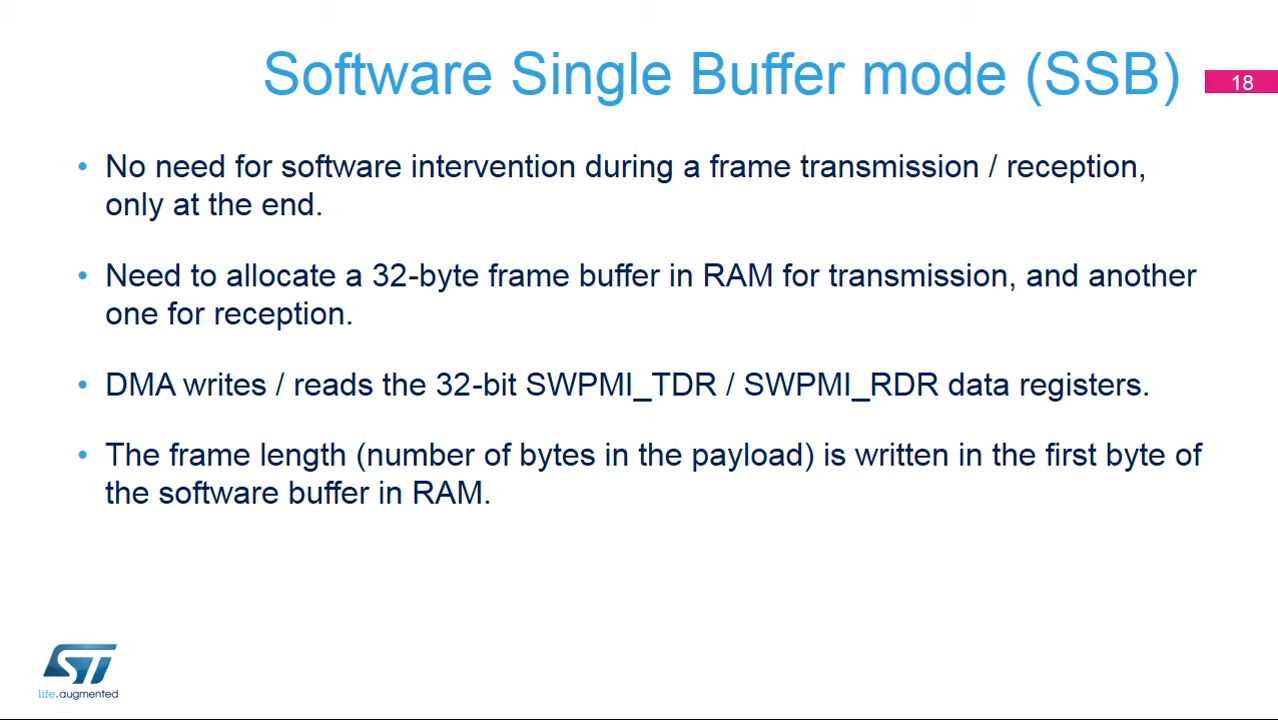 Software Single Buffer mode (SSB)
18
• No need for software intervention during a frame transmission / reception,
only at the end.
• Need to allocate a 32-byte frame buffer in RAM for transmission, and another
one for reception.
• DMA writes / reads the 32-bit SWPMI_TDR / SWPMI_RDR data registers.
• The frame length (number of bytes in the payload) is written in the first byte of
the software buffer in RAM.
ST
life.augmented